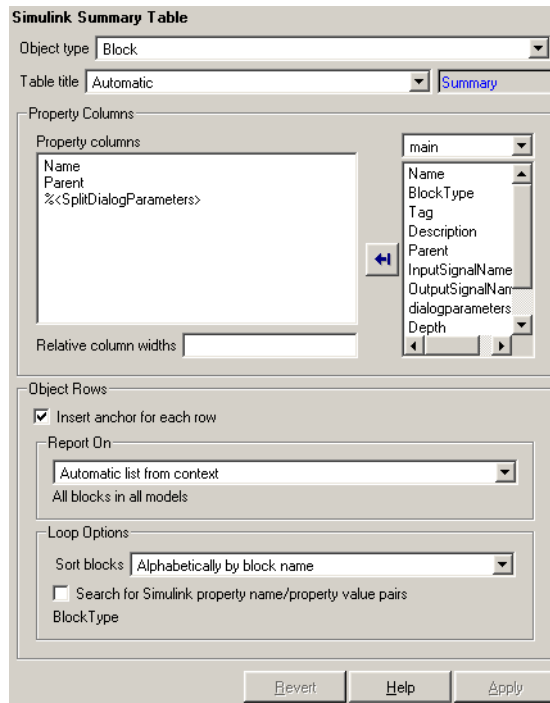 Simulink Summary Table
Object type Block
Table title Automatic Summary
Property Columns
Property columns
Name
Parent
%<SplitDialogParameters>
Relative column widths
main
Name
BlockType
Tag
Description
Parent
InputSignalName
OutputSignalNam
dialogparameters
Depth
Object Rows
Insert anchor for each row
Report On
Automatic list from context
All blocks in all models
Loop Options
Sort blocks Alphabetically by block name
Search for Simulink property name/property value pairs
BlockType
Revert Help Apply